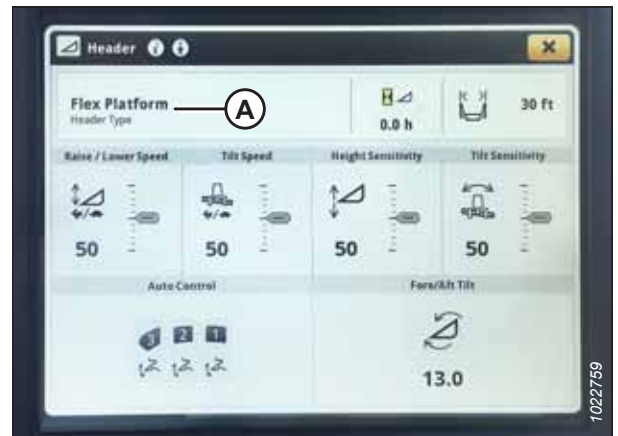 Header
Flex Platform
A
Header Type
0.0 h
30 ft
Raise / Lower Speed
Tilt Speed
Height Sensitivity
Tilt Sensitivity
50
50
50
50
Auto Control
Fore/Aft Tilt
3 2 1
13.0
1022759